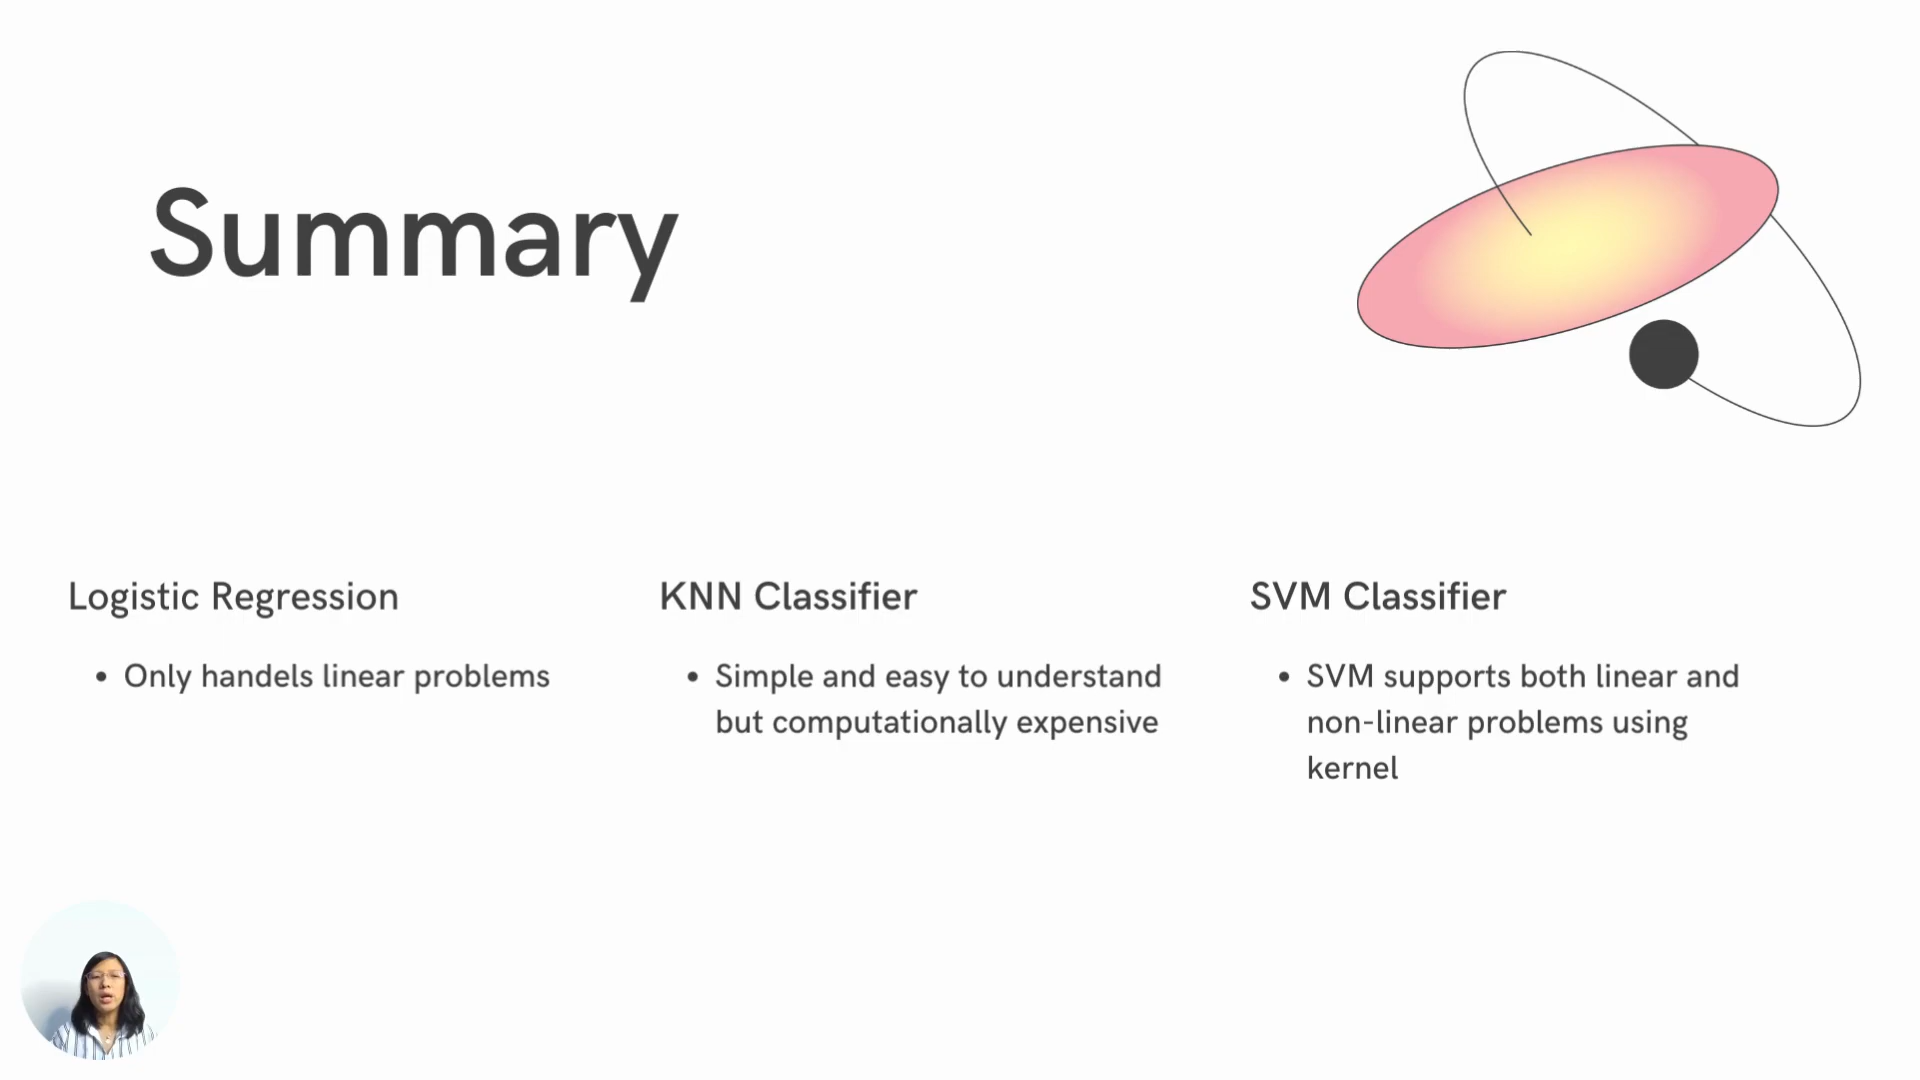 Summary
Logistic Regression
• Only handels linear problems
KNN Classifier
• Simple and easy to understand
but computationally expensive
SVM Classifier
• SVM supports both linear and
non-linear problems using
kernel